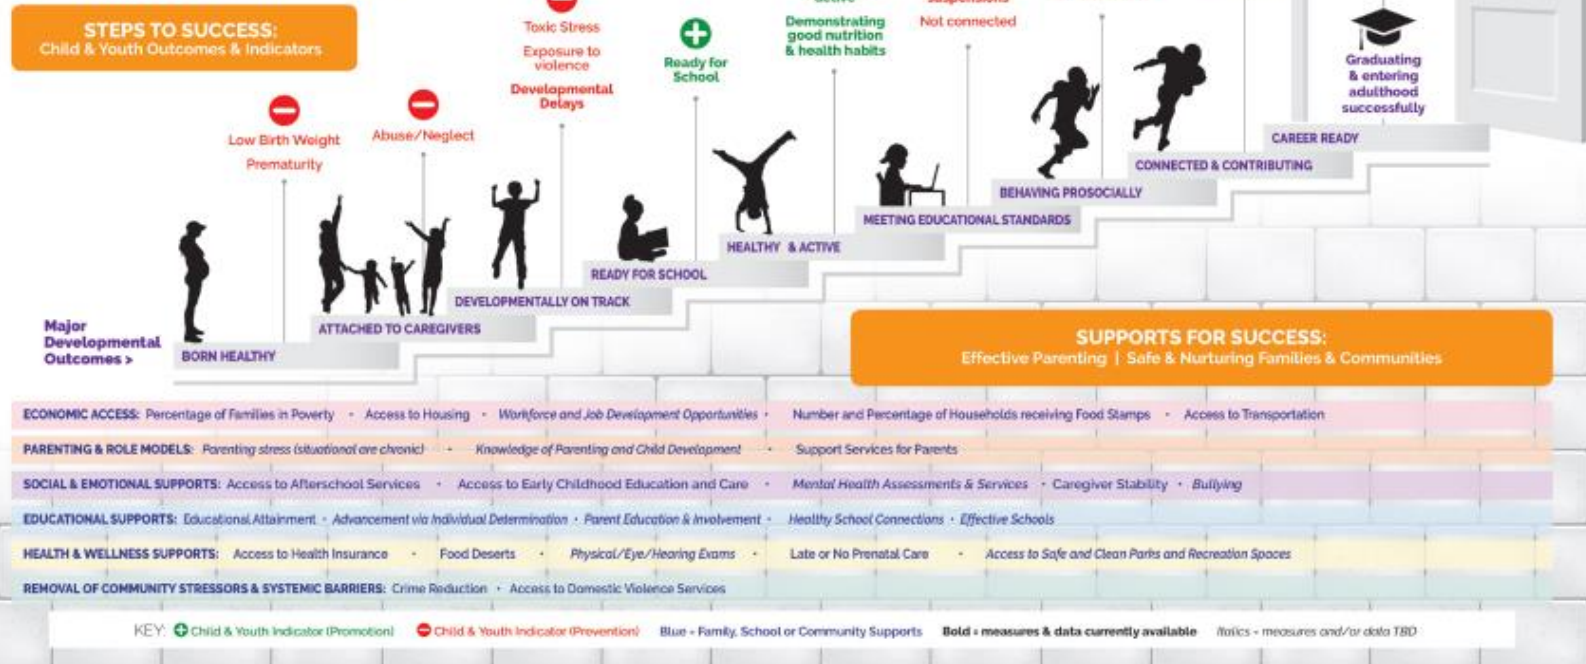 STEPS TO SUCCESS:
Child & Youth Outcomes & Indicators
Low Birth Weight
Prematurity
Abuse/Neglect
Toxic Stress
Exposure to
violence
Developmental
Delays
Ready for
School
Demonstrating
good nutrition
& health habits
Not connected
Graduating
& entering
adulthood
successfully
CAREER READY
CONNECTED & CONTRIBUTING
BEHAVING PROSOCIALLY
MEETING EDUCATIONAL STANDARDS
HEALTHY & ACTIVE
READY FOR SCHOOL
DEVELOPMENTALLY ON TRACK
ATTACHED TO CAREGIVERS
BORN HEALTHY
Major
Developmental
Outcomes >
SUPPORTS FOR SUCCESS:
Effective Parenting | Safe & Nurturing Families & Communities
ECONOMIC ACCESS: Percentage of Families in Poverty • Access to Housing • Workforce and Job Development Opportunities • Number and Percentage of Households receiving Food Stamps • Access to Transportation
PARENTING & ROLE MODELS: Parenting stress (situational are chronic) • Knowledge of Parenting and Child Development • Support Services for Parents
SOCIAL & EMOTIONAL SUPPORTS: Access to Afterschool Services • Access to Early Childhood Education and Care • Mental Health Assessments & Services • Caregiver Stability • Bullying
EDUCATIONAL SUPPORTS: Educational Attainment • Advancement via Individual Determination • Parent Education & Involvement • Healthy School Connections • Effective Schools
HEALTH & WELLNESS SUPPORTS: Access to Health Insurance • Food Deserts • Physical/Eye/Hearing Exams • Late or No Prenatal Care • Access to Safe and Clean Parks and Recreation Spaces
REMOVAL OF COMMUNITY STRESSORS & SYSTEMIC BARRIERS: Crime Reduction • Access to Domestic Violence Services
KEY: Child & Youth Indicator (Promotion) Child & Youth Indicator (Prevention) Blue = Family, School or Community Supports Bold = measures & data currently available Italics = measures and/or data TBD